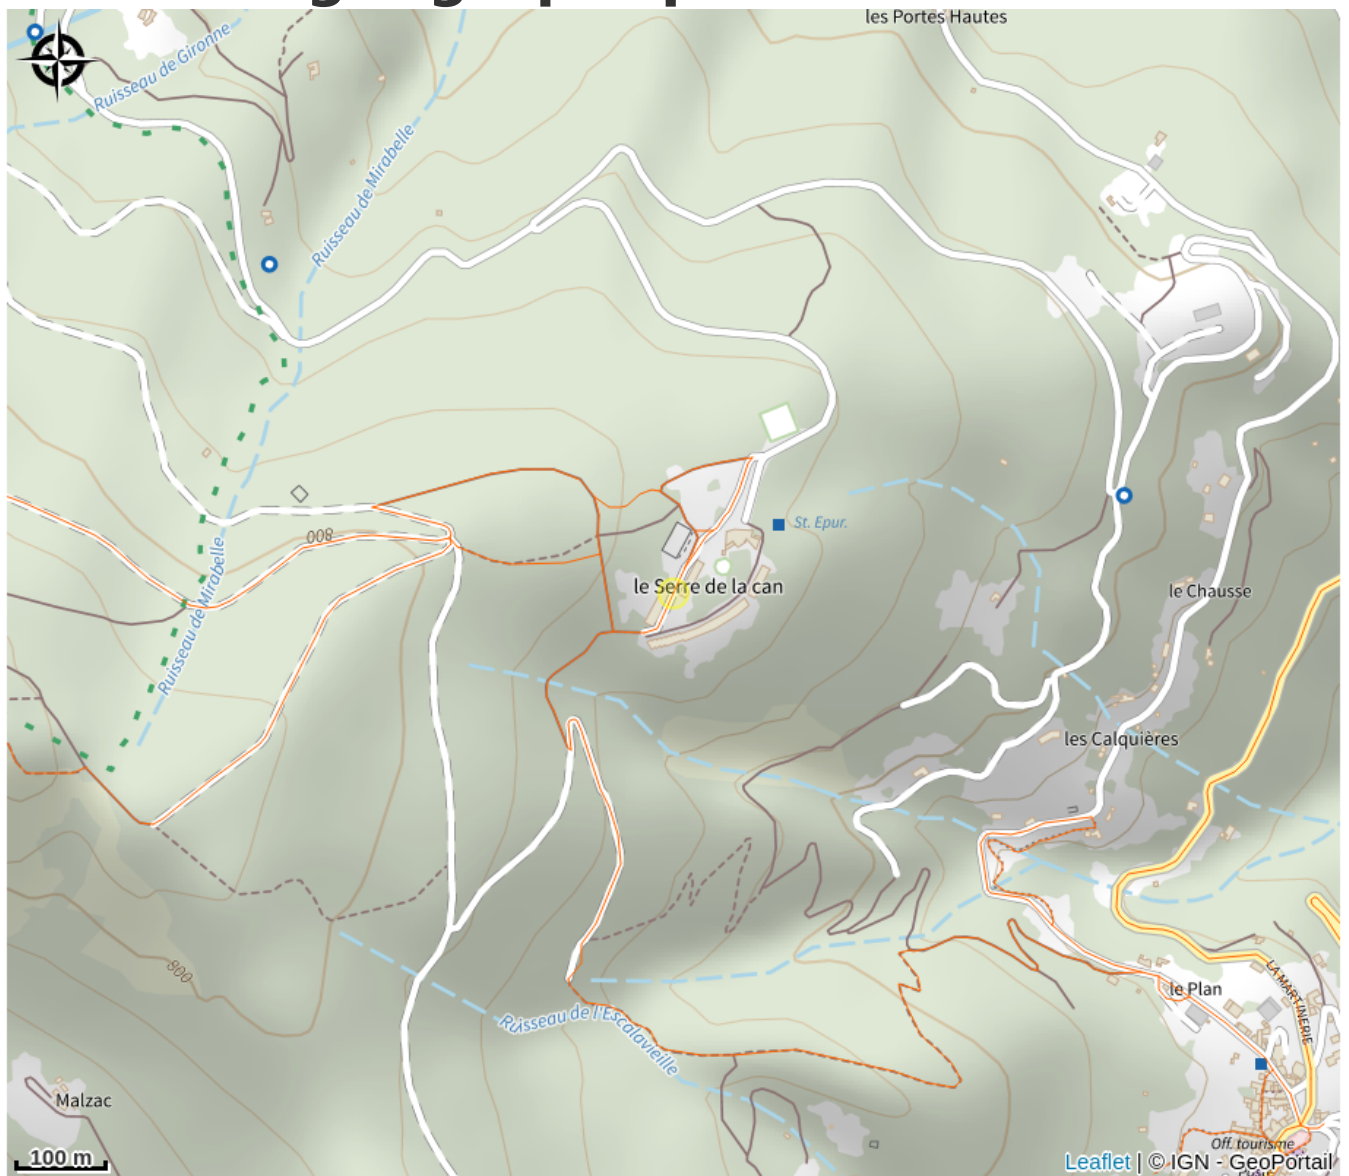 les Portes Hautes
Ruisseau de Gironne
Ruisseau de Mirabelle
St. Epur.
800
le Serre de la can
le Chausse
Ruisseau de Mirabelle
les Calquières
800
le Plan
LA MARTINERIE
Ruisseau de l'Escalavieille
Malzac
Off. tourisme
100 m
Leaflet | © IGN - GeoPortail